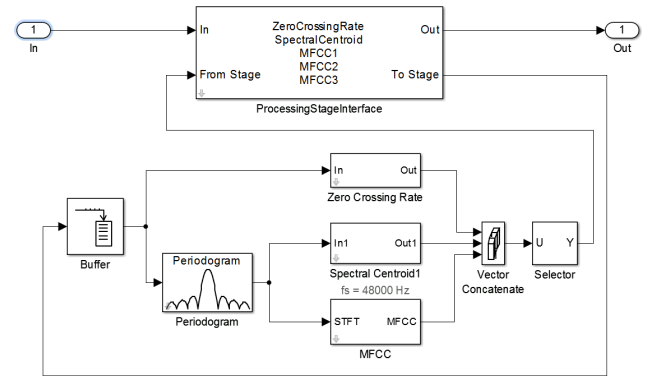 1
In
In
From Stage
ZeroCrossingRate
SpectralCentroid
MFCC1
MFCC2
MFCC3
Out
To Stage
ProcessingStageInterface
1
Out
Buffer
Periodogram
Periodogram
In Out
Zero Crossing Rate
In1 Out1
Spectral Centroid1
fs = 48000 Hz
STFT MFCC
MFCC
Vector
Concatenate
U Y
Selector